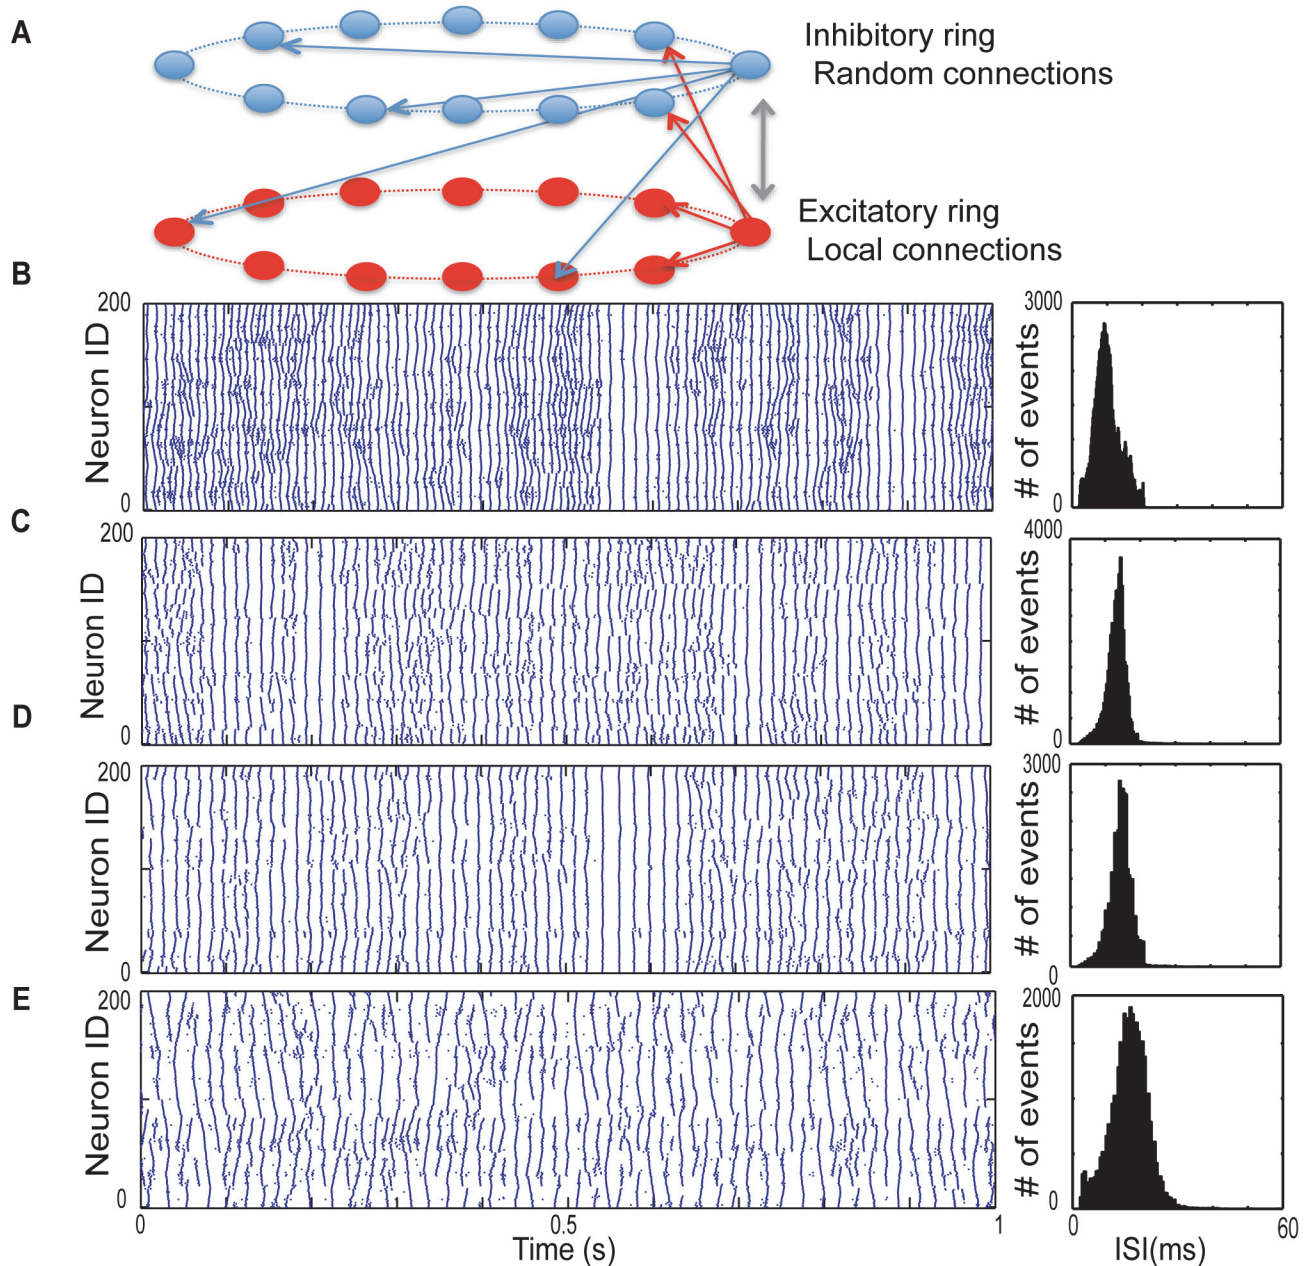 A
Inhibitory ring
Random connections
Excitatory ring
Local connections
B
200
Neuron ID
0
3000
# of events
0
C
200
Neuron ID
0
4000
# of events
0
D
200
Neuron ID
0
3000
# of events
0
E
200
Neuron ID
0
2000
# of events
0
0
0.5
1
Time (s)
0
60
ISI(ms)